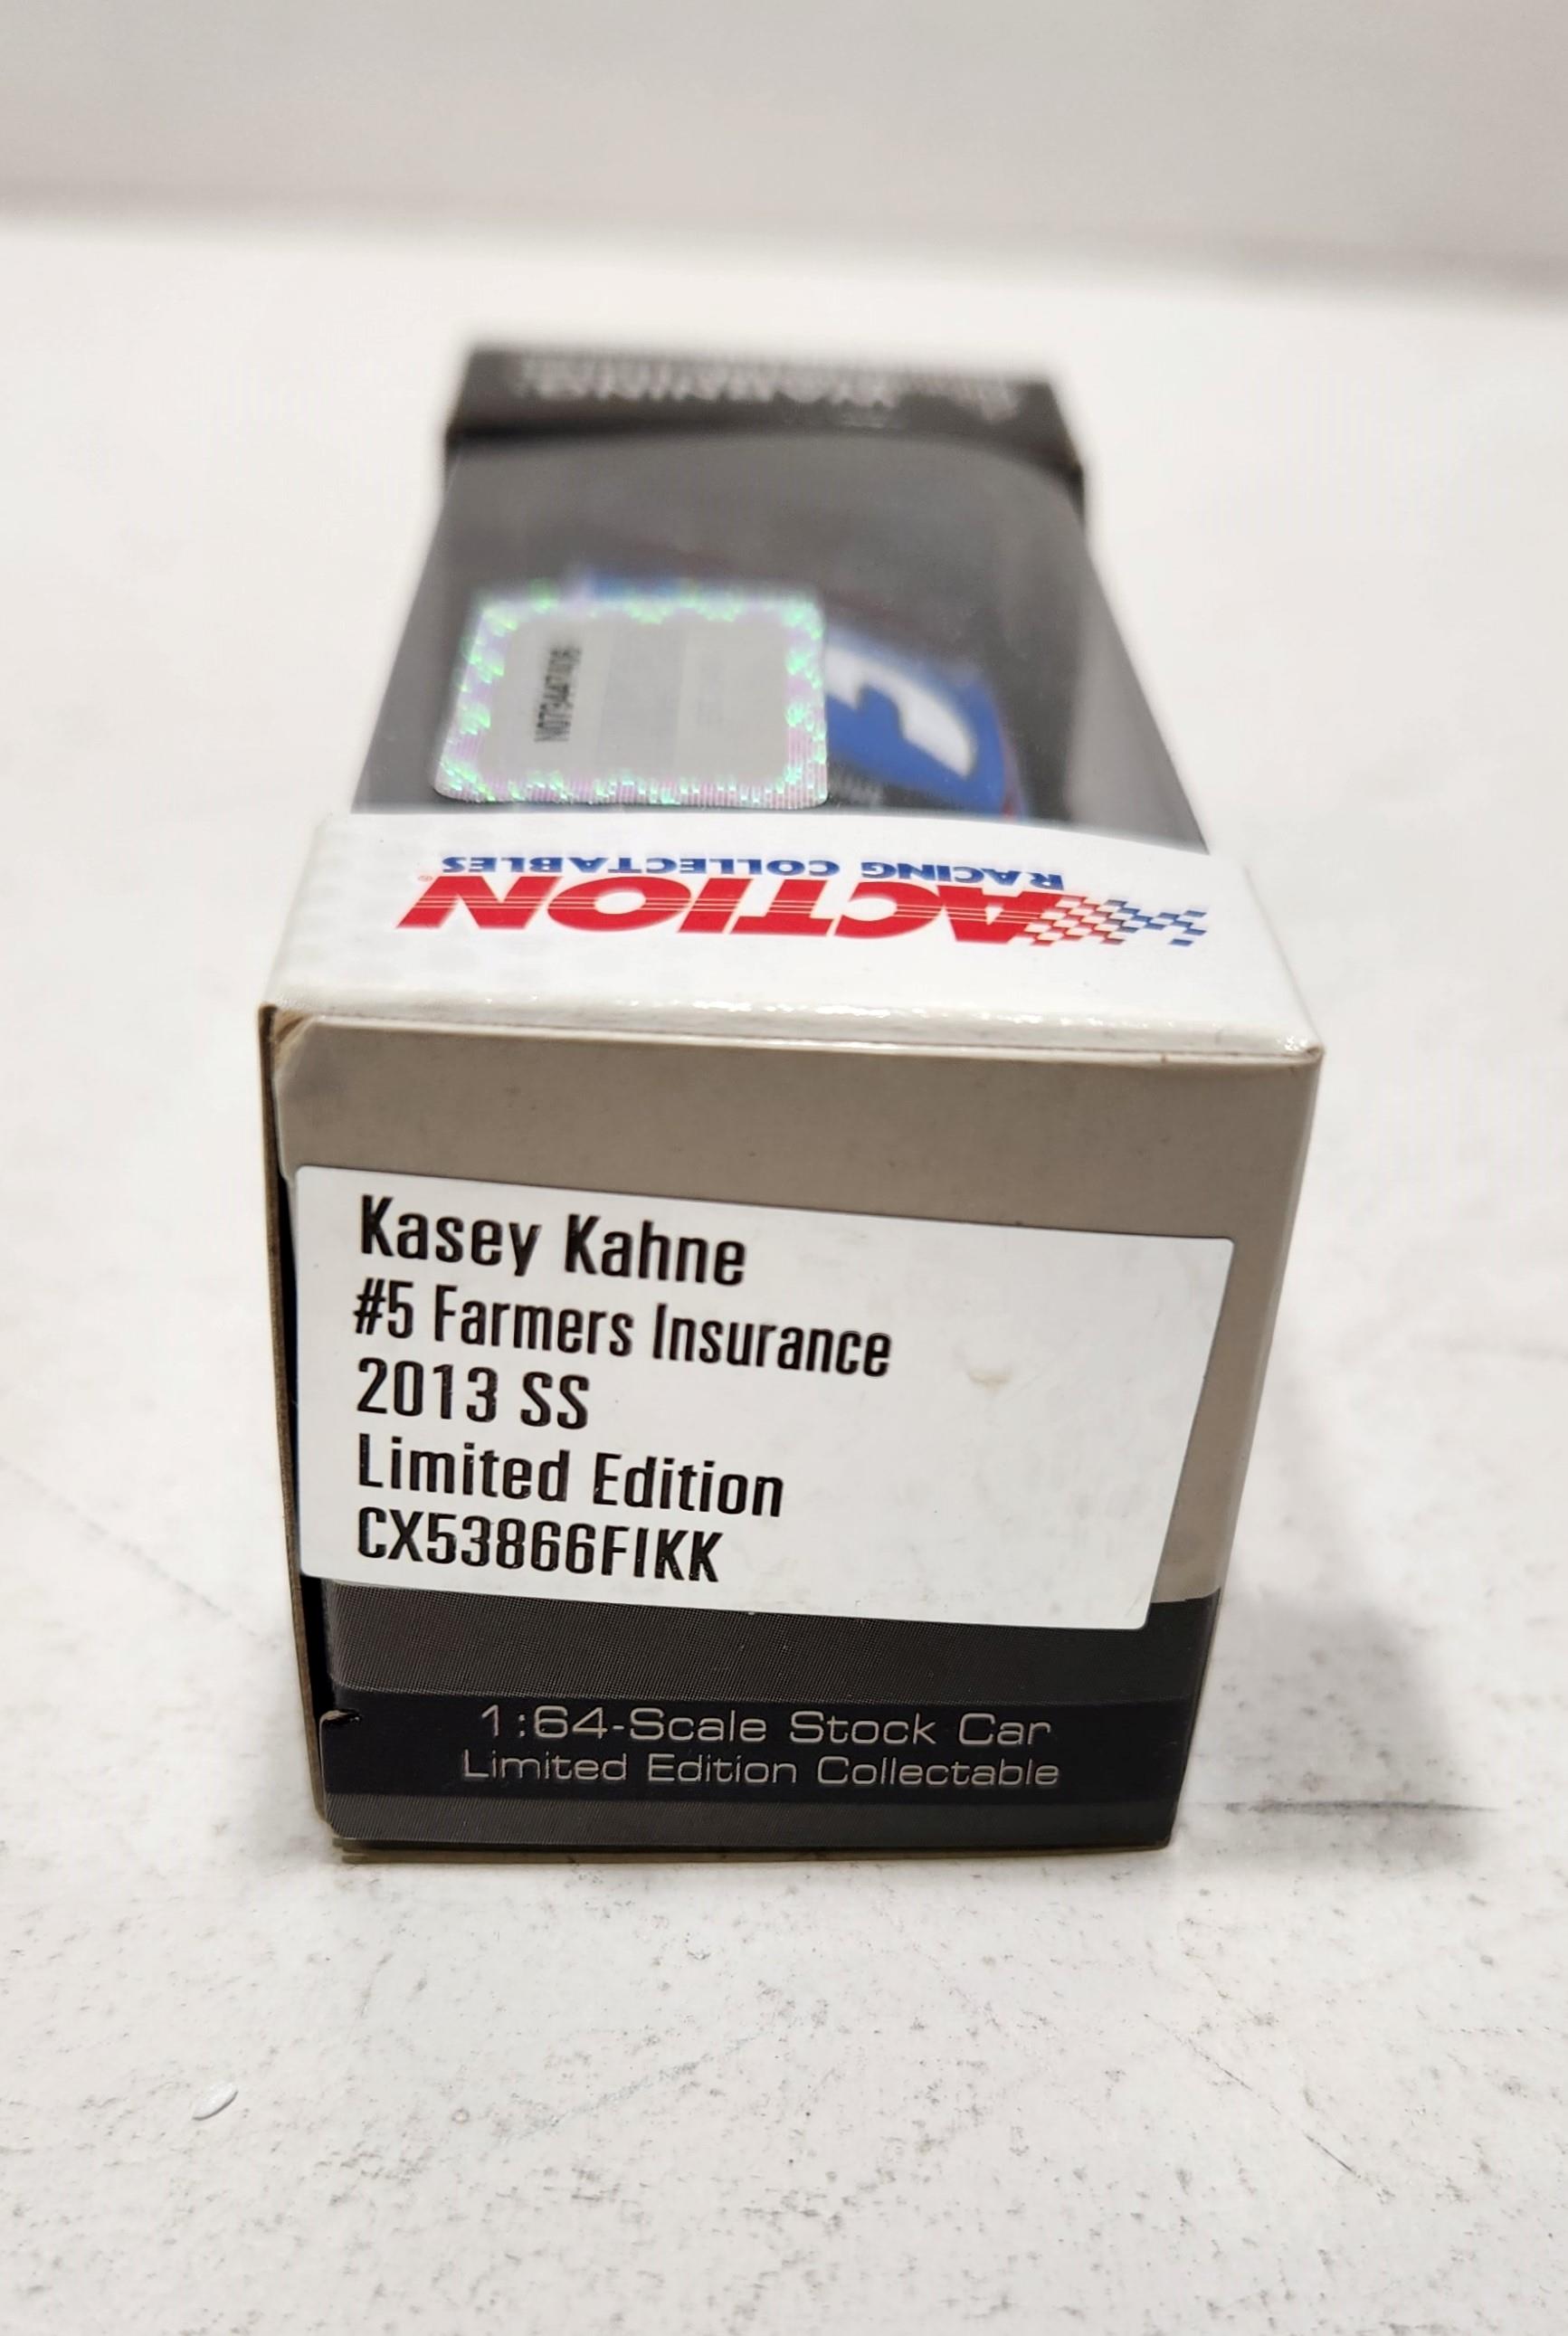 ACTION®
RACING COLLECTABLES
Kasey Kahne
#5 Farmers Insurance
2013 SS
Limited Edition
CX53866FIKK
1:64-Scale Stock Car
Limited Edition Collectable